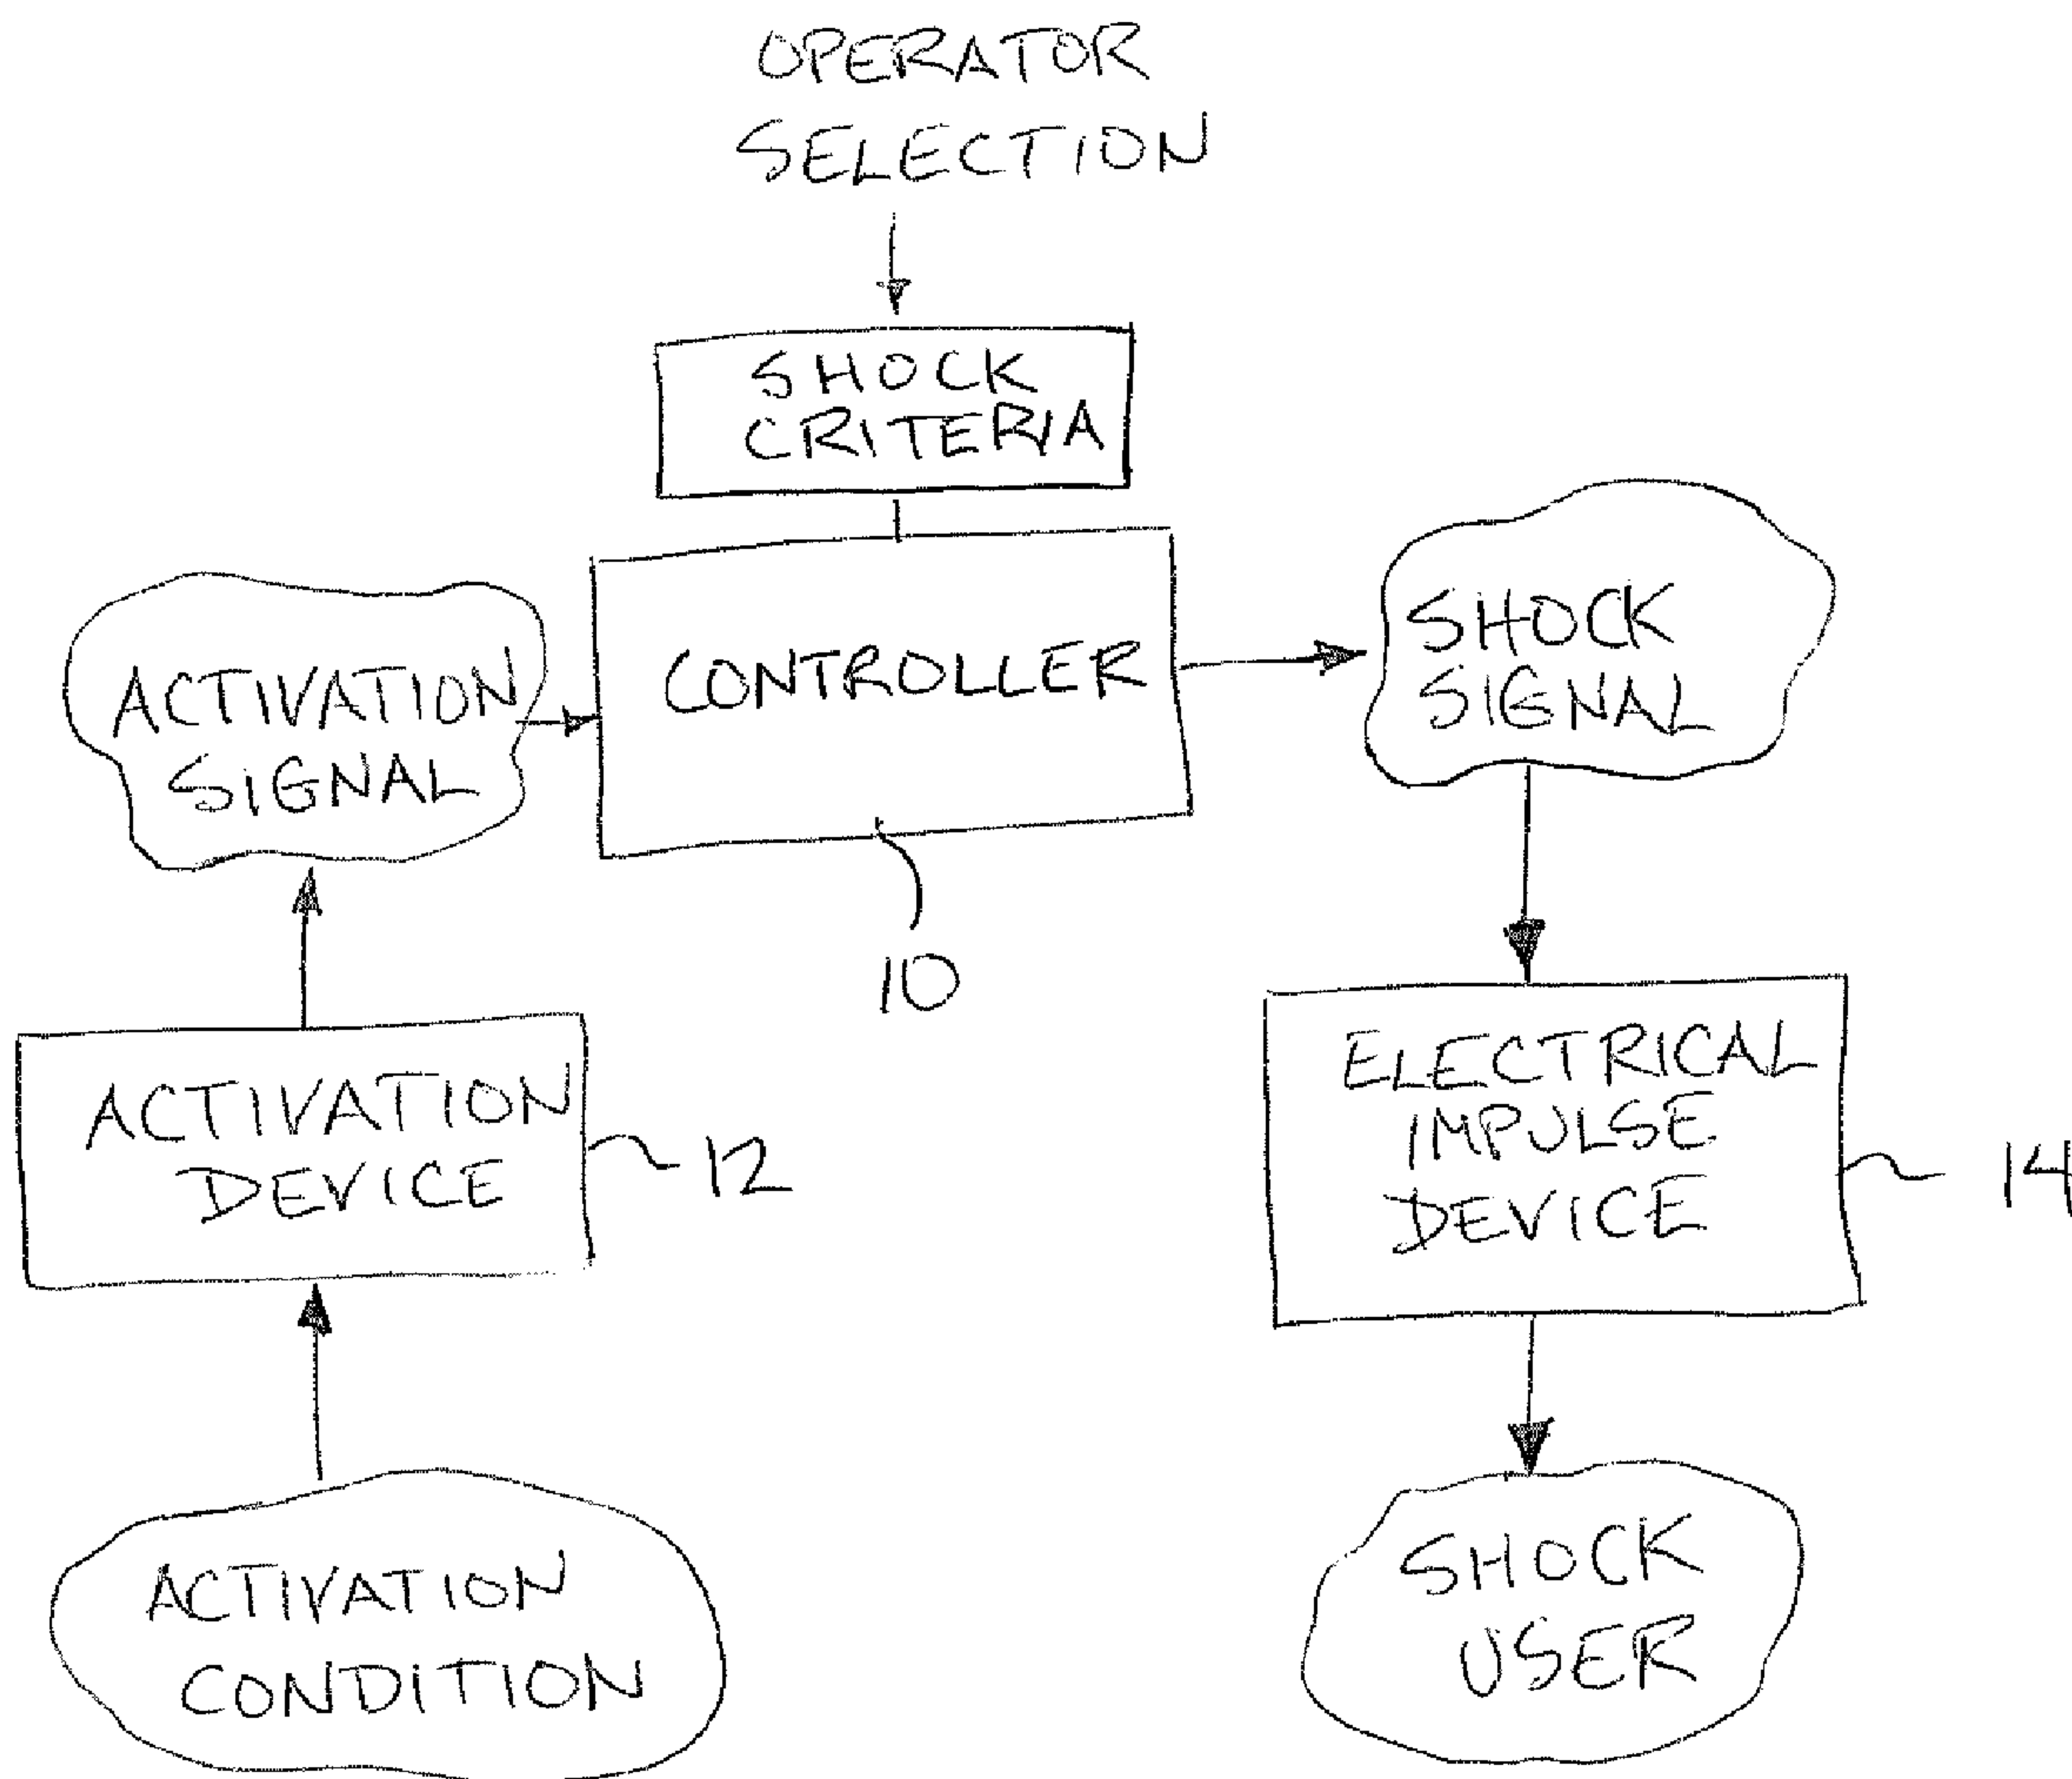 OPERATOR
SELECTION
SHOCK
CRITERIA
ACTIVATION
SIGNAL
CONTROLLER
SHOCK
SIGNAL
10
ACTIVATION
DEVICE
12
ELECTRICAL
IMPULSE
DEVICE
14
ACTIVATION
CONDITION
SHOCK
USER